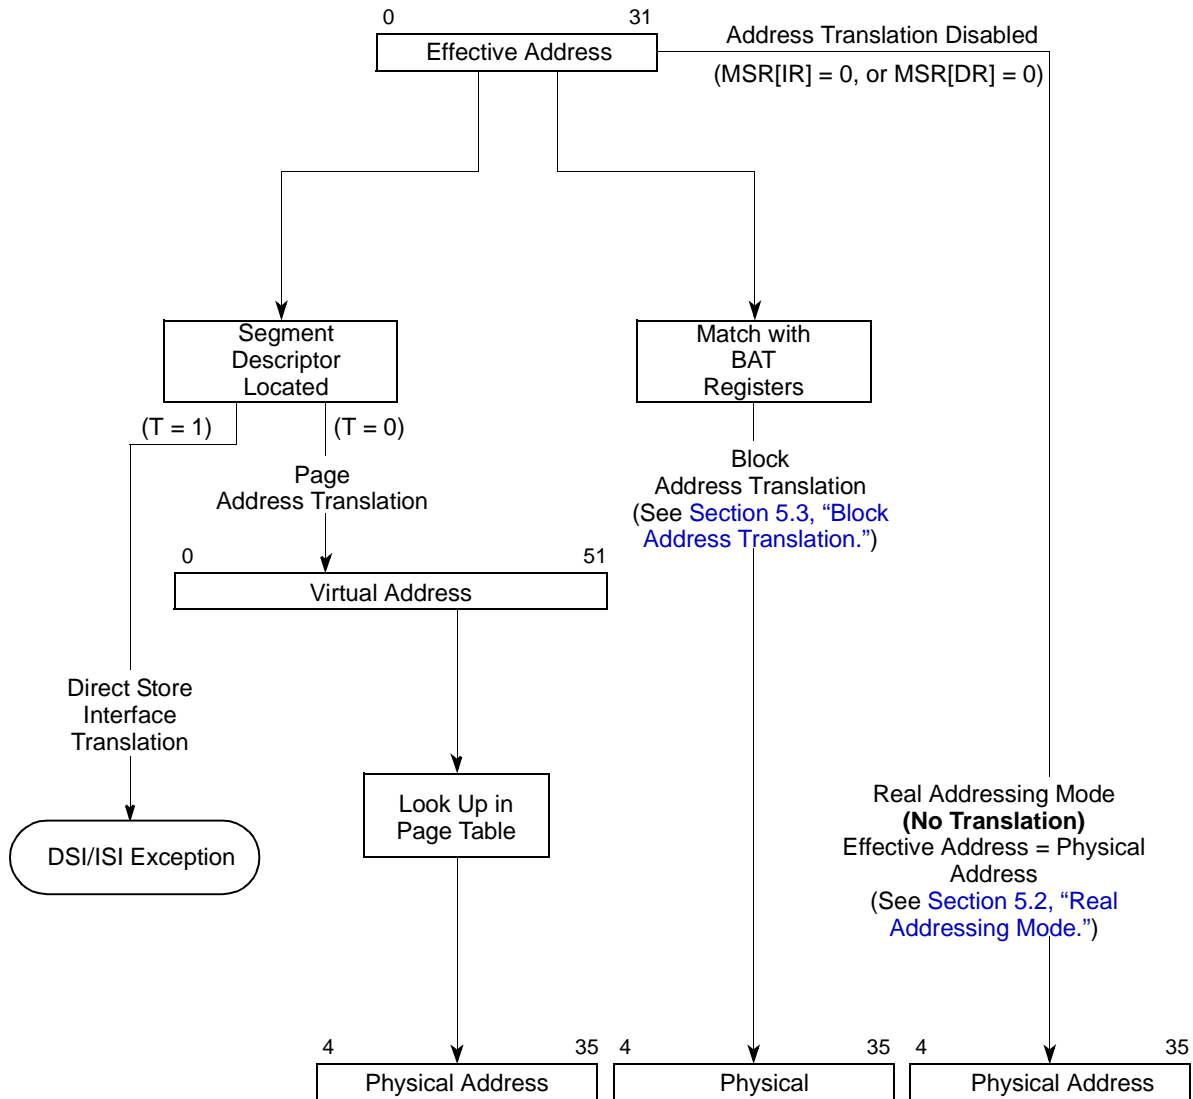 0 31
Effective Address
Address Translation Disabled
(MSR[IR] = 0, or MSR[DR] = 0)
Segment
Descriptor
Located
Match with
BAT
Registers
(T = 1)
(T = 0)
Page
Address Translation
Block
Address Translation
(See Section 5.3, “Block
Address Translation.”)
0 51
Virtual Address
Direct Store
Interface
Translation
DSI/ISI Exception
Look Up in
Page Table
Real Addressing Mode
(No Translation)
Effective Address = Physical
Address
(See Section 5.2, “Real
Addressing Mode.”)
4 35
Physical Address
4 35
Physical
4 35
Physical Address